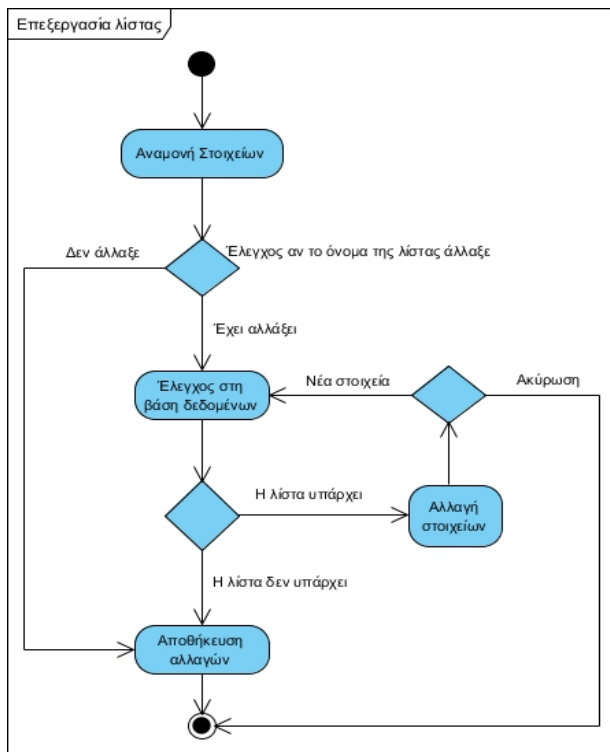 Επεξεργασία λίστας
Αναμονή Στοιχείων
Δεν άλλαξε
Έλεγχος αν το όνομα της λίστας άλλαξε
Έχει αλλάξει
Έλεγχος στη
βάση δεδομένων
Νέα στοιχεία
Ακύρωση
Η λίστα υπάρχει
Αλλαγή
στοιχείων
Η λίστα δεν υπάρχει
Αποθήκευση
αλλαγών